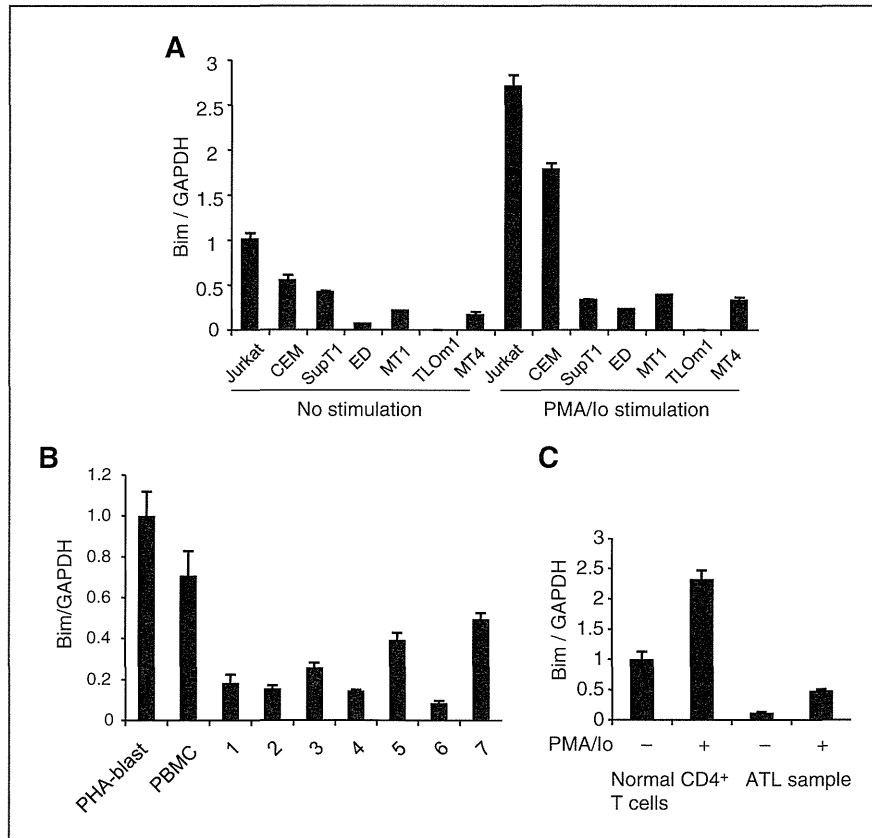 A
3
2.5
2
1.5
1
0.5
0
Bim / GAPDH
Jurkat
CEM
SupT1
ED
MT1
TLOm1
MT4
Jurkat
CEM
SupT1
ED
MT1
TLOm1
MT4
No stimulation
PMA/Io stimulation
B
1.2
1.0
0.8
0.6
0.4
0.2
0
Bim/GAPDH
PHA-blast
PBMC
1
2
3
4
5
6
7
C
3
2.5
2
1.5
1
0.5
0
Bim / GAPDH
PMA/Io − + − +
Normal CD4+ ATL sample
T cells